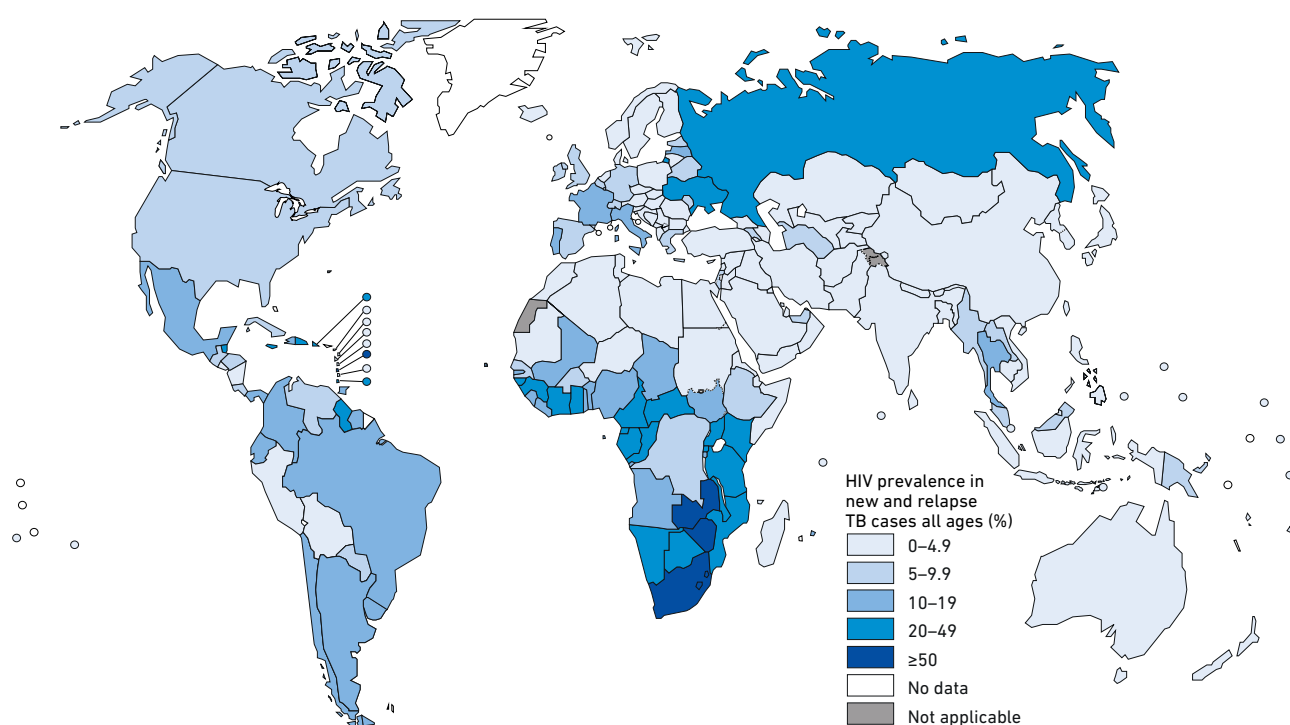 HIV prevalence in
new and relapse
TB cases all ages (%)
0–4.9
5–9.9
10–19
20–49
≥50
No data
Not applicable